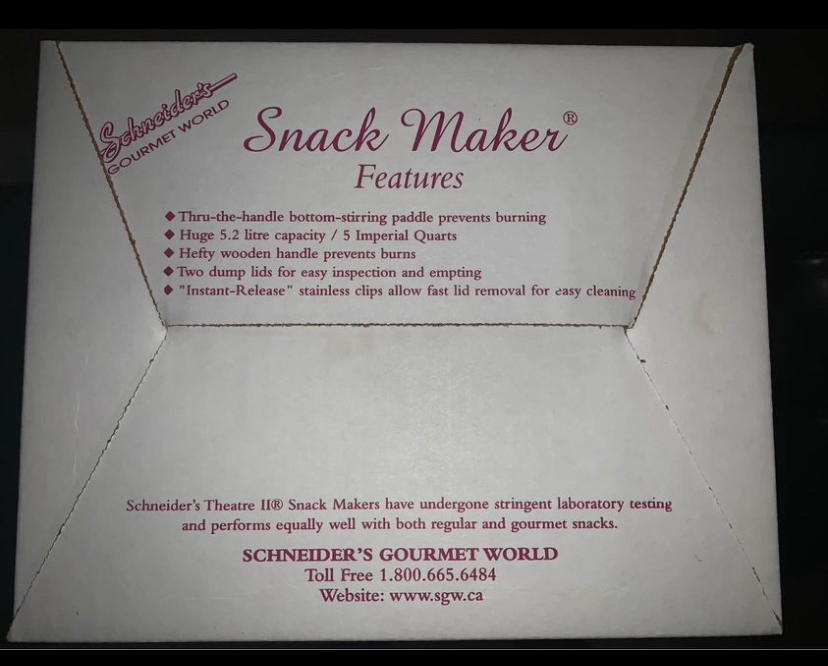 Schneider's
GOURMET WORLD
Snack Maker®
Features
◆ Thru-the-handle bottom-stirring paddle prevents burning
◆ Huge 5.2 litre capacity / 5 Imperial Quarts
◆ Hefty wooden handle prevents burns
◆ Two dump lids for easy inspection and empting
◆ "Instant-Release" stainless clips allow fast lid removal for easy cleaning
Schneider's Theatre II® Snack Makers have undergone stringent laboratory testing
and performs equally well with both regular and gourmet snacks.
SCHNEIDER'S GOURMET WORLD
Toll Free 1.800.665.6484
Website: www.sgw.ca